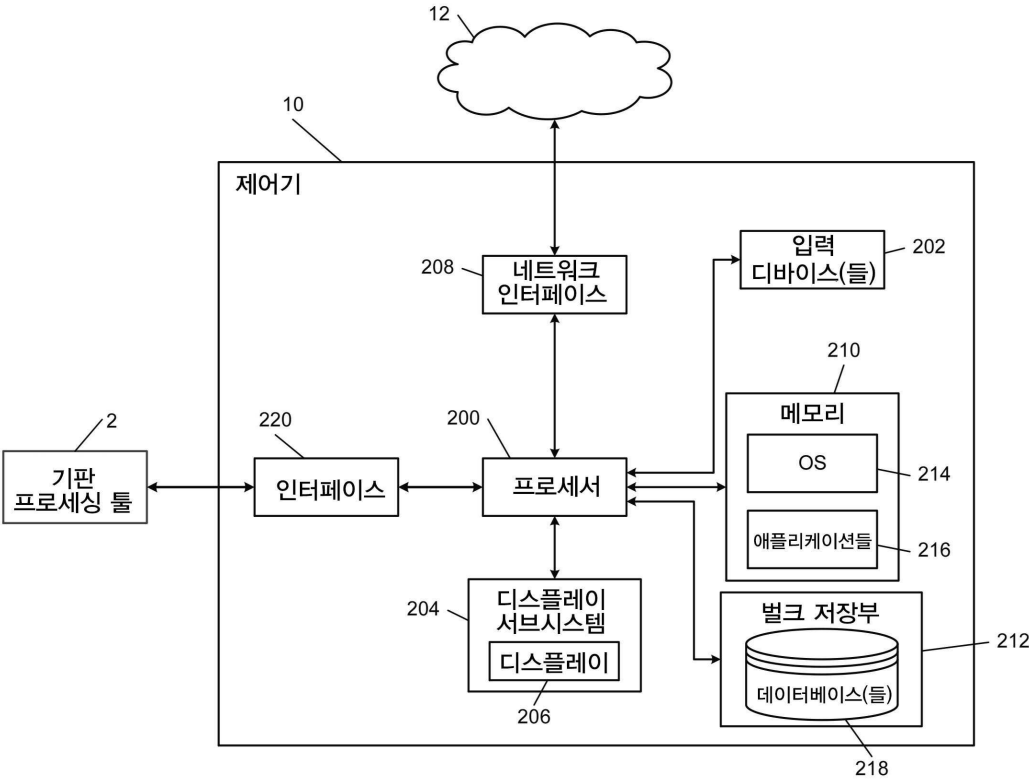 12
10
제어기
208
네트워크
인터페이스
입력
디바이스(들)
202
210
메모리
OS
214
애플리케이션들
216
2
기판
프로세싱 툴
220
인터페이스
200
프로세서
204
디스플레이
서브시스템
디스플레이
206
벌크 저장부
212
데이터베이스(들)
218